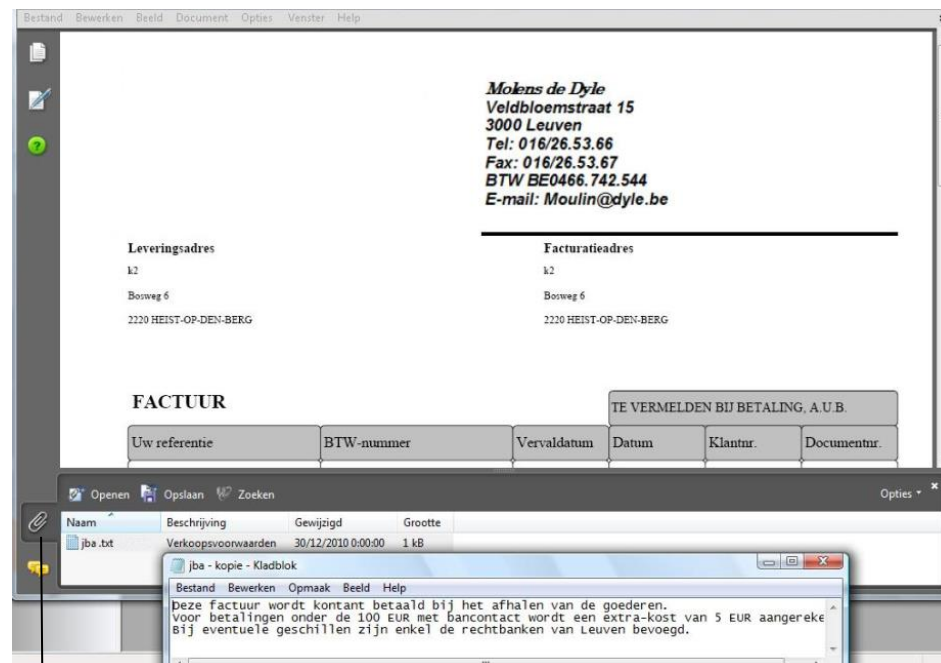 Bestand Bewerken Beeld Document Opties Venster Help
Molens de Dyle
Veldbloemstraat 15
3000 Leuven
Tel: 016/26.53.66
Fax: 016/26.53.67
BTW BE0466.742.544
E-mail: Moulin@dyle.be
Leveringsadres Facturatieadres
k2 k2
Bosweg 6 Bosweg 6
2220 HEIST-OP-DEN-BERG 2220 HEIST-OP-DEN-BERG
FACTUUR TE VERMELDEN BIJ BETALING, A.U.B.
Uw referentie BTW-nummer Vervaldatum Datum Klantnr. Documentnr.
Openen Opslaan Zoeken Opties
Naam Beschrijving Gewijzigd Grootte
jba .txt Verkoopsvoorwaarden 30/12/2010 0:00:00 1 kB
jba - kopie - Kladblok
Bestand Bewerken Opmaak Beeld Help
Deze factuur wordt kontant betaald bij het afhalen van de goederen.
Voor betalingen onder de 100 EUR met bancontact wordt een extra-kost van 5 EUR aangereke
Bij eventuele geschillen zijn enkel de rechtbanken van Leuven bevoegd.